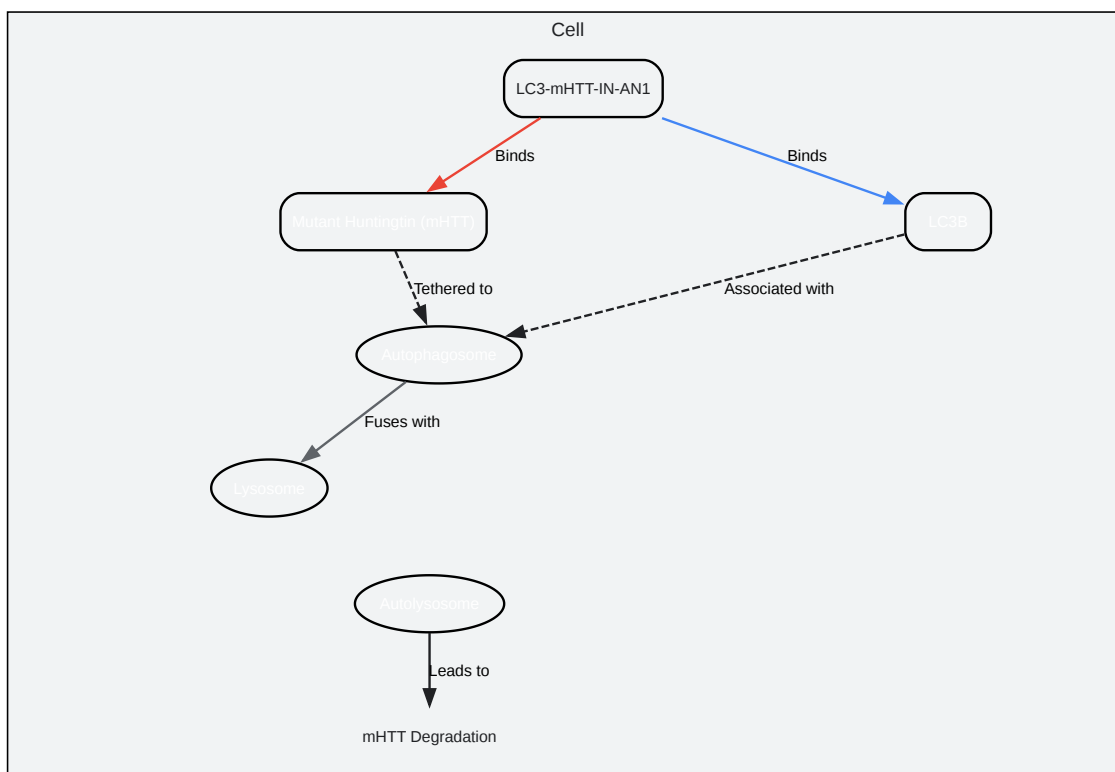 Cell
LC3-mHTT-IN-AN1
Binds
Binds
Mutant Huntingtin (mHTT)
LC3B
Tethered to
Associated with
Autophagosome
Fuses with
Lysosome
Autolysosome
Leads to
mHTT Degradation